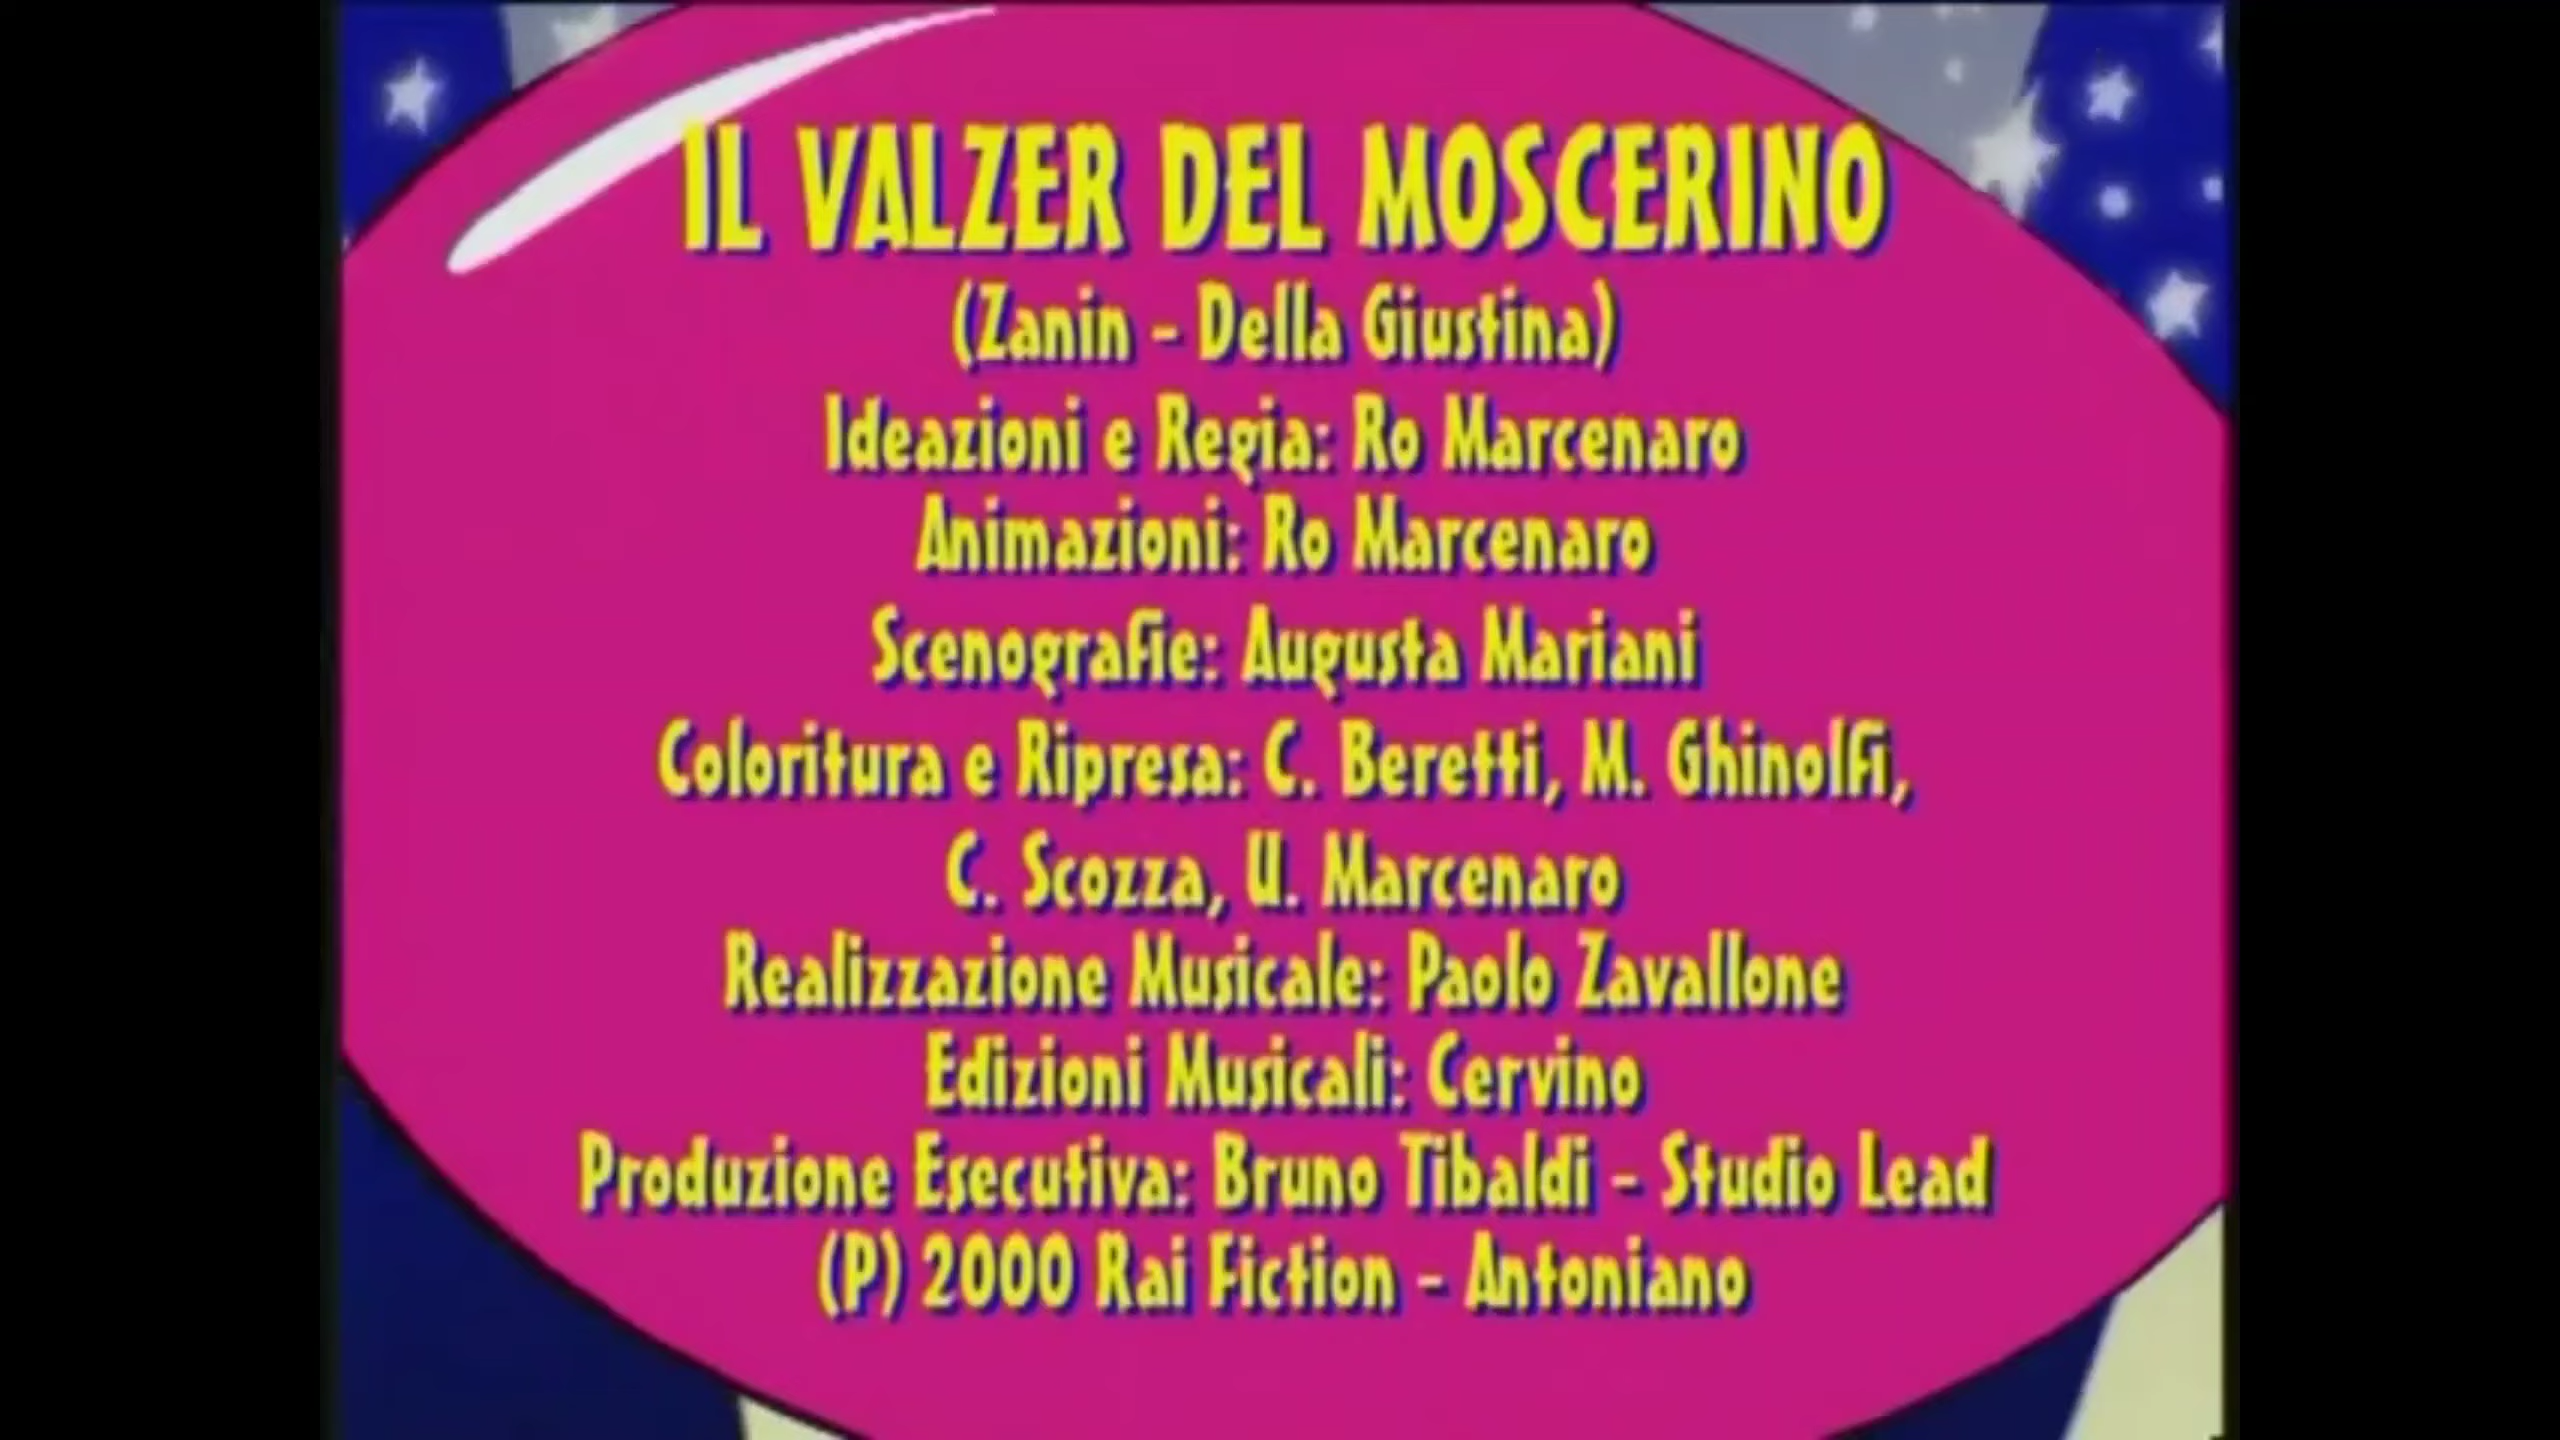 IL VALZER DEL MOSCERINO
(Zanin - Della Giustina)
Ideazioni e Regia: Ro Marcenaro
Animazioni: Ro Marcenaro
Scenografie: Augusta Mariani
Coloritura e Ripresa: C. Beretti, M. Ghinolfi,
C. Scozza, U. Marcenaro
Realizzazione Musicale: Paolo Zavallone
Edizioni Musicali: Cervino
Produzione Esecutiva: Bruno Tibaldi - Studio Lead
(P) 2000 Rai Fiction - Antoniano